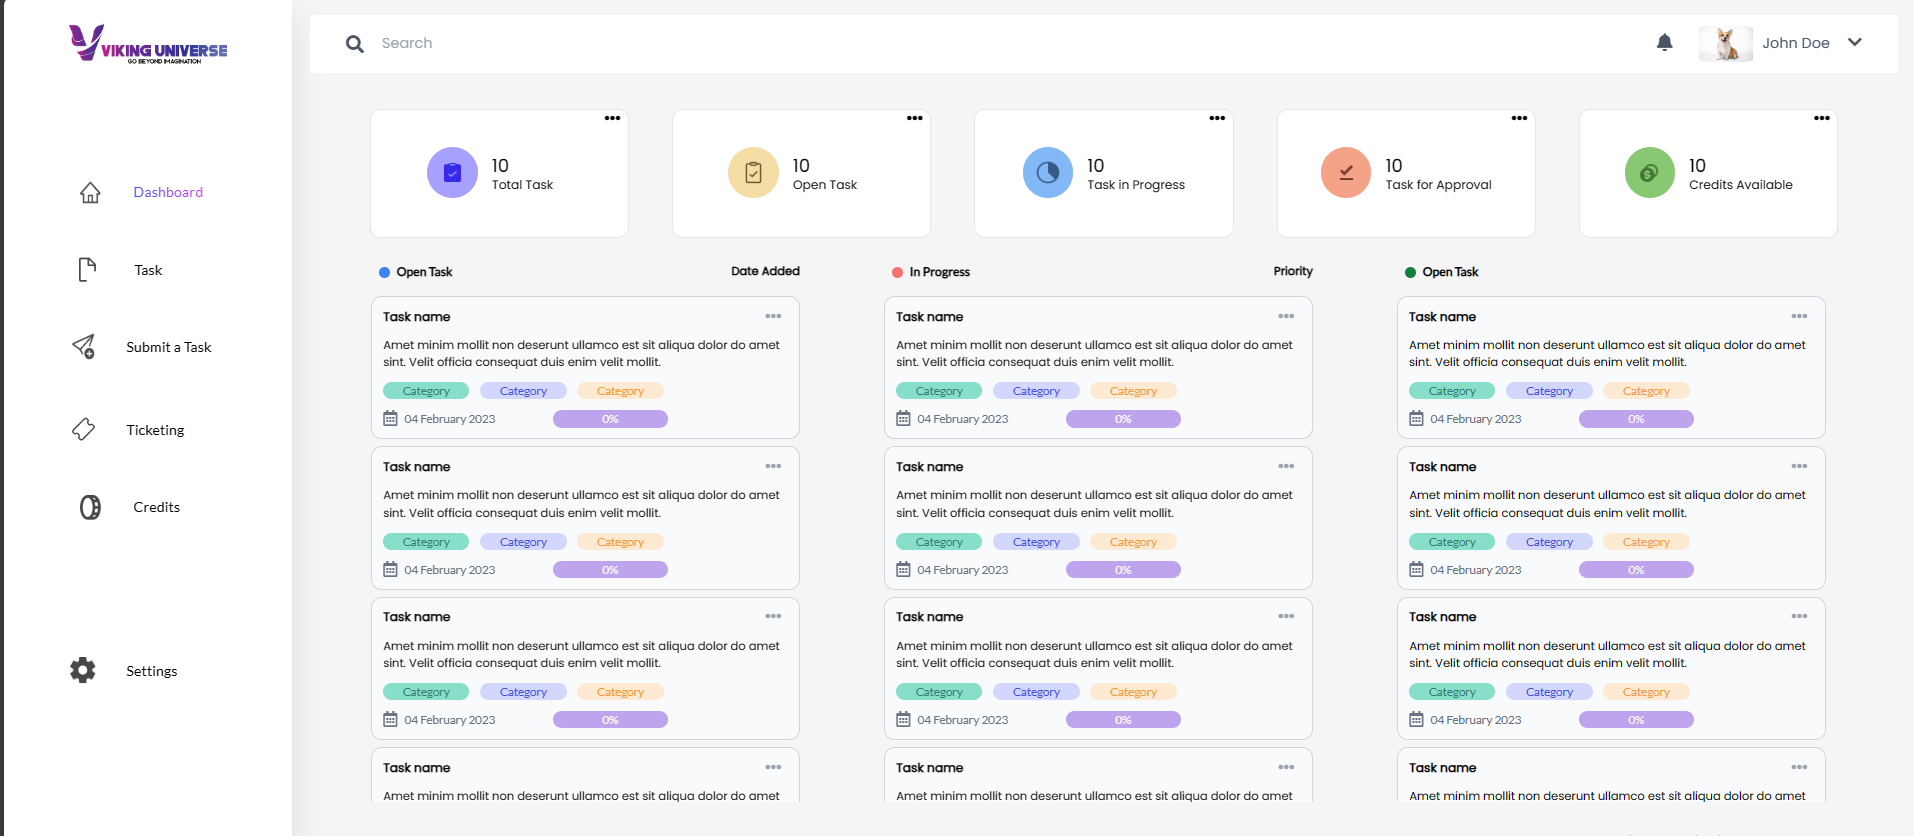 VIKING UNIVERSE
GO BEYOND IMAGINATION
Search
John Doe
Dashboard
Task
Submit a Task
Ticketing
Credits
Settings
10
Total Task
10
Open Task
10
Task in Progress
10
Task for Approval
10
Credits Available
Open Task Date Added
Task name
Amet minim mollit non deserunt ullamco est sit aliqua dolor do amet
sint. Velit officia consequat duis enim velit mollit.
Category Category Category
04 February 2023 0%
Task name
Amet minim mollit non deserunt ullamco est sit aliqua dolor do amet
sint. Velit officia consequat duis enim velit mollit.
Category Category Category
04 February 2023 0%
Task name
Amet minim mollit non deserunt ullamco est sit aliqua dolor do amet
sint. Velit officia consequat duis enim velit mollit.
Category Category Category
04 February 2023 0%
Task name
Amet minim mollit non deserunt ullamco est sit aliqua dolor do amet
In Progress Priority
Task name
Amet minim mollit non deserunt ullamco est sit aliqua dolor do amet
sint. Velit officia consequat duis enim velit mollit.
Category Category Category
04 February 2023 0%
Task name
Amet minim mollit non deserunt ullamco est sit aliqua dolor do amet
sint. Velit officia consequat duis enim velit mollit.
Category Category Category
04 February 2023 0%
Task name
Amet minim mollit non deserunt ullamco est sit aliqua dolor do amet
sint. Velit officia consequat duis enim velit mollit.
Category Category Category
04 February 2023 0%
Task name
Amet minim mollit non deserunt ullamco est sit aliqua dolor do amet
Open Task
Task name
Amet minim mollit non deserunt ullamco est sit aliqua dolor do amet
sint. Velit officia consequat duis enim velit mollit.
Category Category Category
04 February 2023 0%
Task name
Amet minim mollit non deserunt ullamco est sit aliqua dolor do amet
sint. Velit officia consequat duis enim velit mollit.
Category Category Category
04 February 2023 0%
Task name
Amet minim mollit non deserunt ullamco est sit aliqua dolor do amet
sint. Velit officia consequat duis enim velit mollit.
Category Category Category
04 February 2023 0%
Task name
Amet minim mollit non deserunt ullamco est sit aliqua dolor do amet